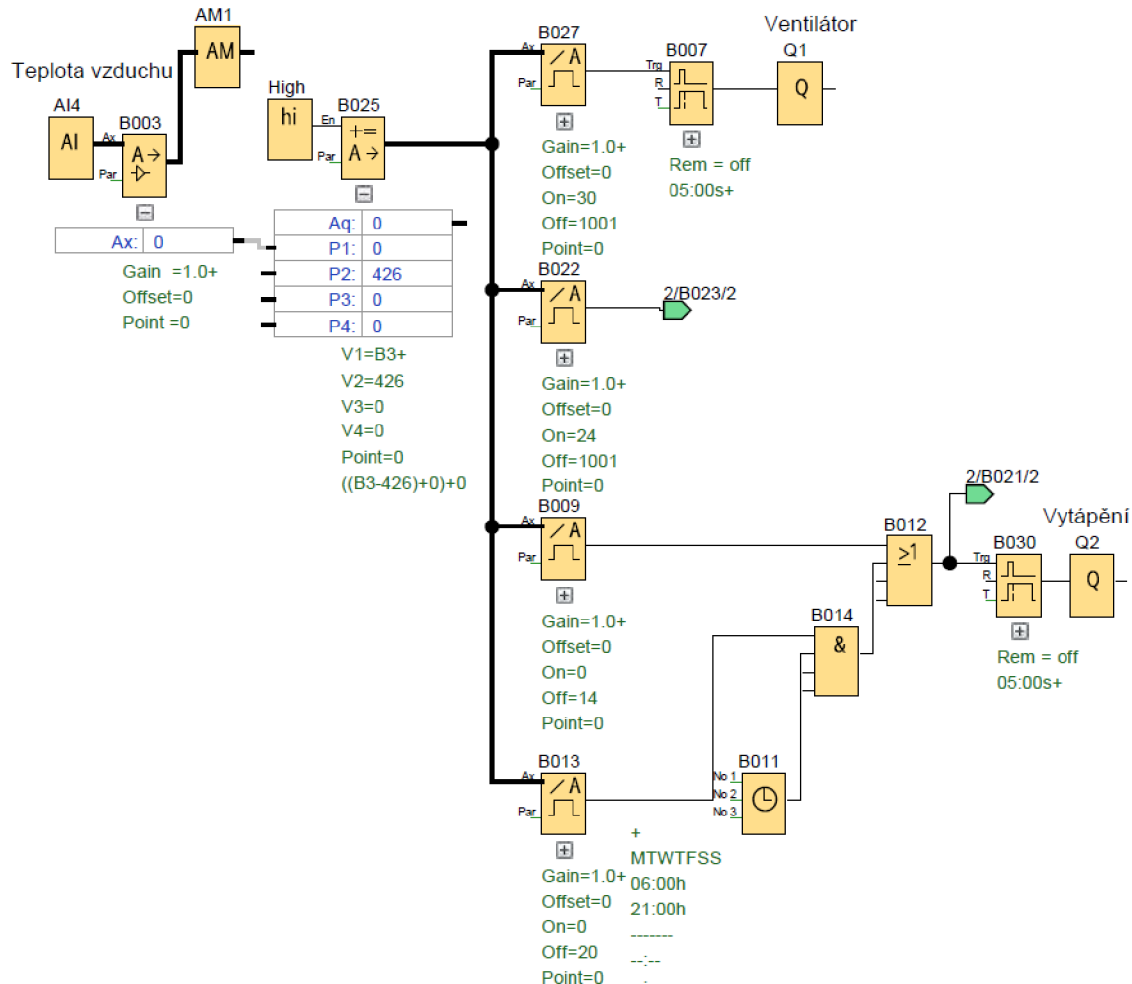 AM1
AM
Teplota vzduchu
AI4
AI
B003
Ax
Par
A→
Ax: 0
Gain =1.0+
Offset=0
Point =0
High
hi
B025
En
Par
+=
A→
Aq: 0
P1: 0
P2: 426
P3: 0
P4: 0
V1=B3+
V2=426
V3=0
V4=0
Point=0
((B3-426)+0)+0
B027
Ax
Par
/A
Gain=1.0+
Offset=0
On=30
Off=1001
Point=0
B007
Trg
R
T
Rem = off
05:00s+
Ventilátor
Q1
Q
B022
Ax
Par
/A
2/B023/2
Gain=1.0+
Offset=0
On=24
Off=1001
Point=0
B009
Ax
Par
/A
Gain=1.0+
Offset=0
On=0
Off=14
Point=0
B012
≥1
2/B021/2
Vytápění
B030
Trg
R
T
Rem = off
05:00s+
Q2
Q
B014
&
B013
Ax
Par
/A
Gain=1.0+
Offset=0
On=0
Off=20
Point=0
B011
No 1
No 2
No 3
+
MTWTFSS
06:00h
21:00h
-------
--:--